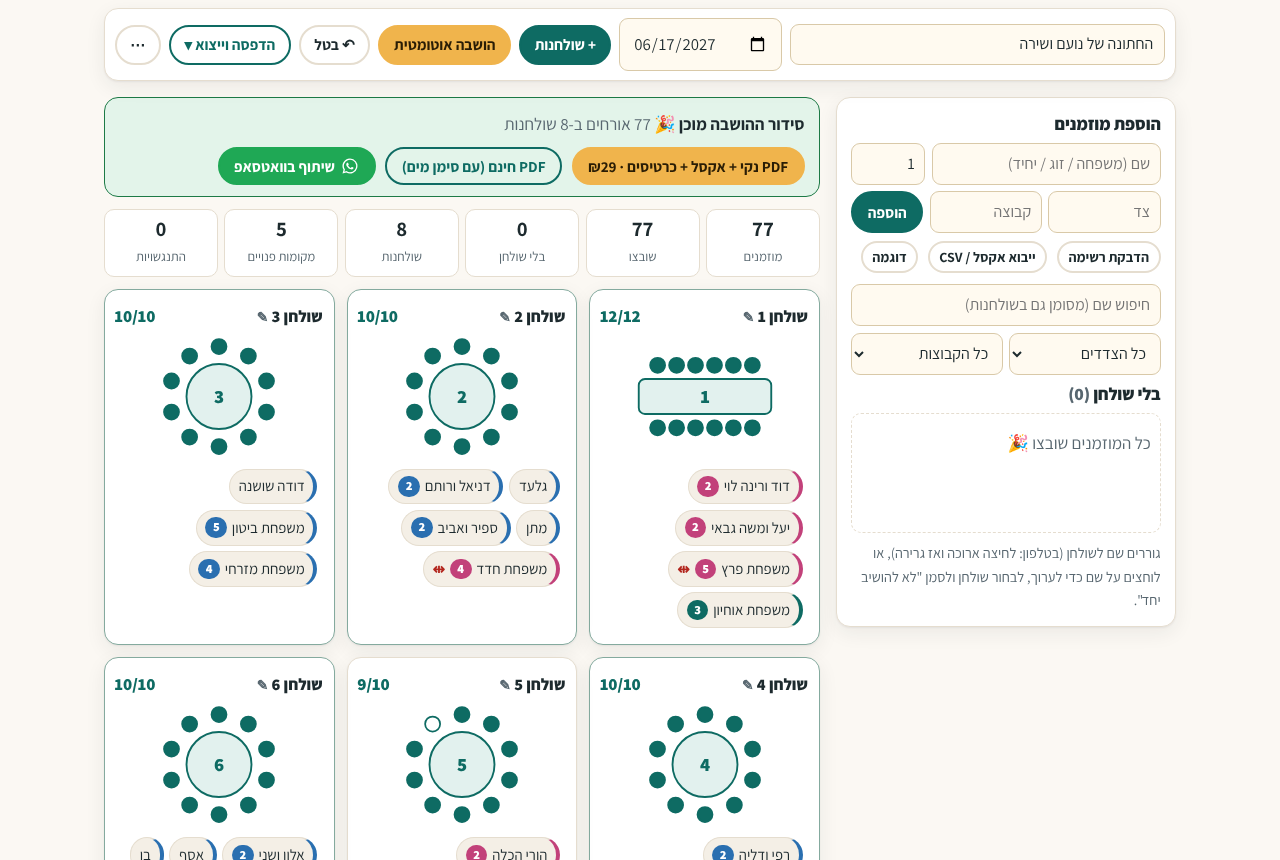 החתונה של נועם ושירה
06/17/2027
+ שולחנות
הושבה אוטומטית
↶ בטל
הדפסה וייצוא ▾
⋯
הוספת מוזמנים
שם (משפחה / זוג / יחיד)
1
צד
קבוצה
הוספה
הדבקת רשימה
ייבוא אקסל / CSV
דוגמה
חיפוש שם (מסומן גם בשולחנות)
כל הצדדים
כל הקבוצות
בלי שולחן (0)
כל המוזמנים שובצו 🎉
גוררים שם לשולחן (בטלפון: לחיצה ארוכה ואז גרירה), או
לוחצים על שם כדי לערוך, לבחור שולחן ולסמן "לא להושיב
יחד".
סידור ההושבה מוכן 🎉 77 אורחים ב-8 שולחנות
PDF נקי + אקסל + כרטיסים · ₪29
PDF חינם (עם סימן מים)
שיתוף בוואטסאפ
77
מוזמנים
77
שובצו
0
בלי שולחן
8
שולחנות
5
מקומות פנויים
0
התנגשויות
שולחן 1 ✎
12/12
1
דוד ורינה לוי 2
יעל ומשה גבאי 2
משפחת פרץ 5
משפחת אוחיון 3
שולחן 2 ✎
10/10
2
גלעד
דניאל ורותם 2
מתן
ספיר ואביב 2
משפחת חדד 4
שולחן 3 ✎
10/10
3
דודה שושנה
משפחת ביטון 5
משפחת מזרחי 4
שולחן 4 ✎
10/10
4
רפי ודליה 2
שולחן 5 ✎
9/10
5
הורי הכלה 2
שולחן 6 ✎
10/10
6
אלון ושני 2
אסף
בן